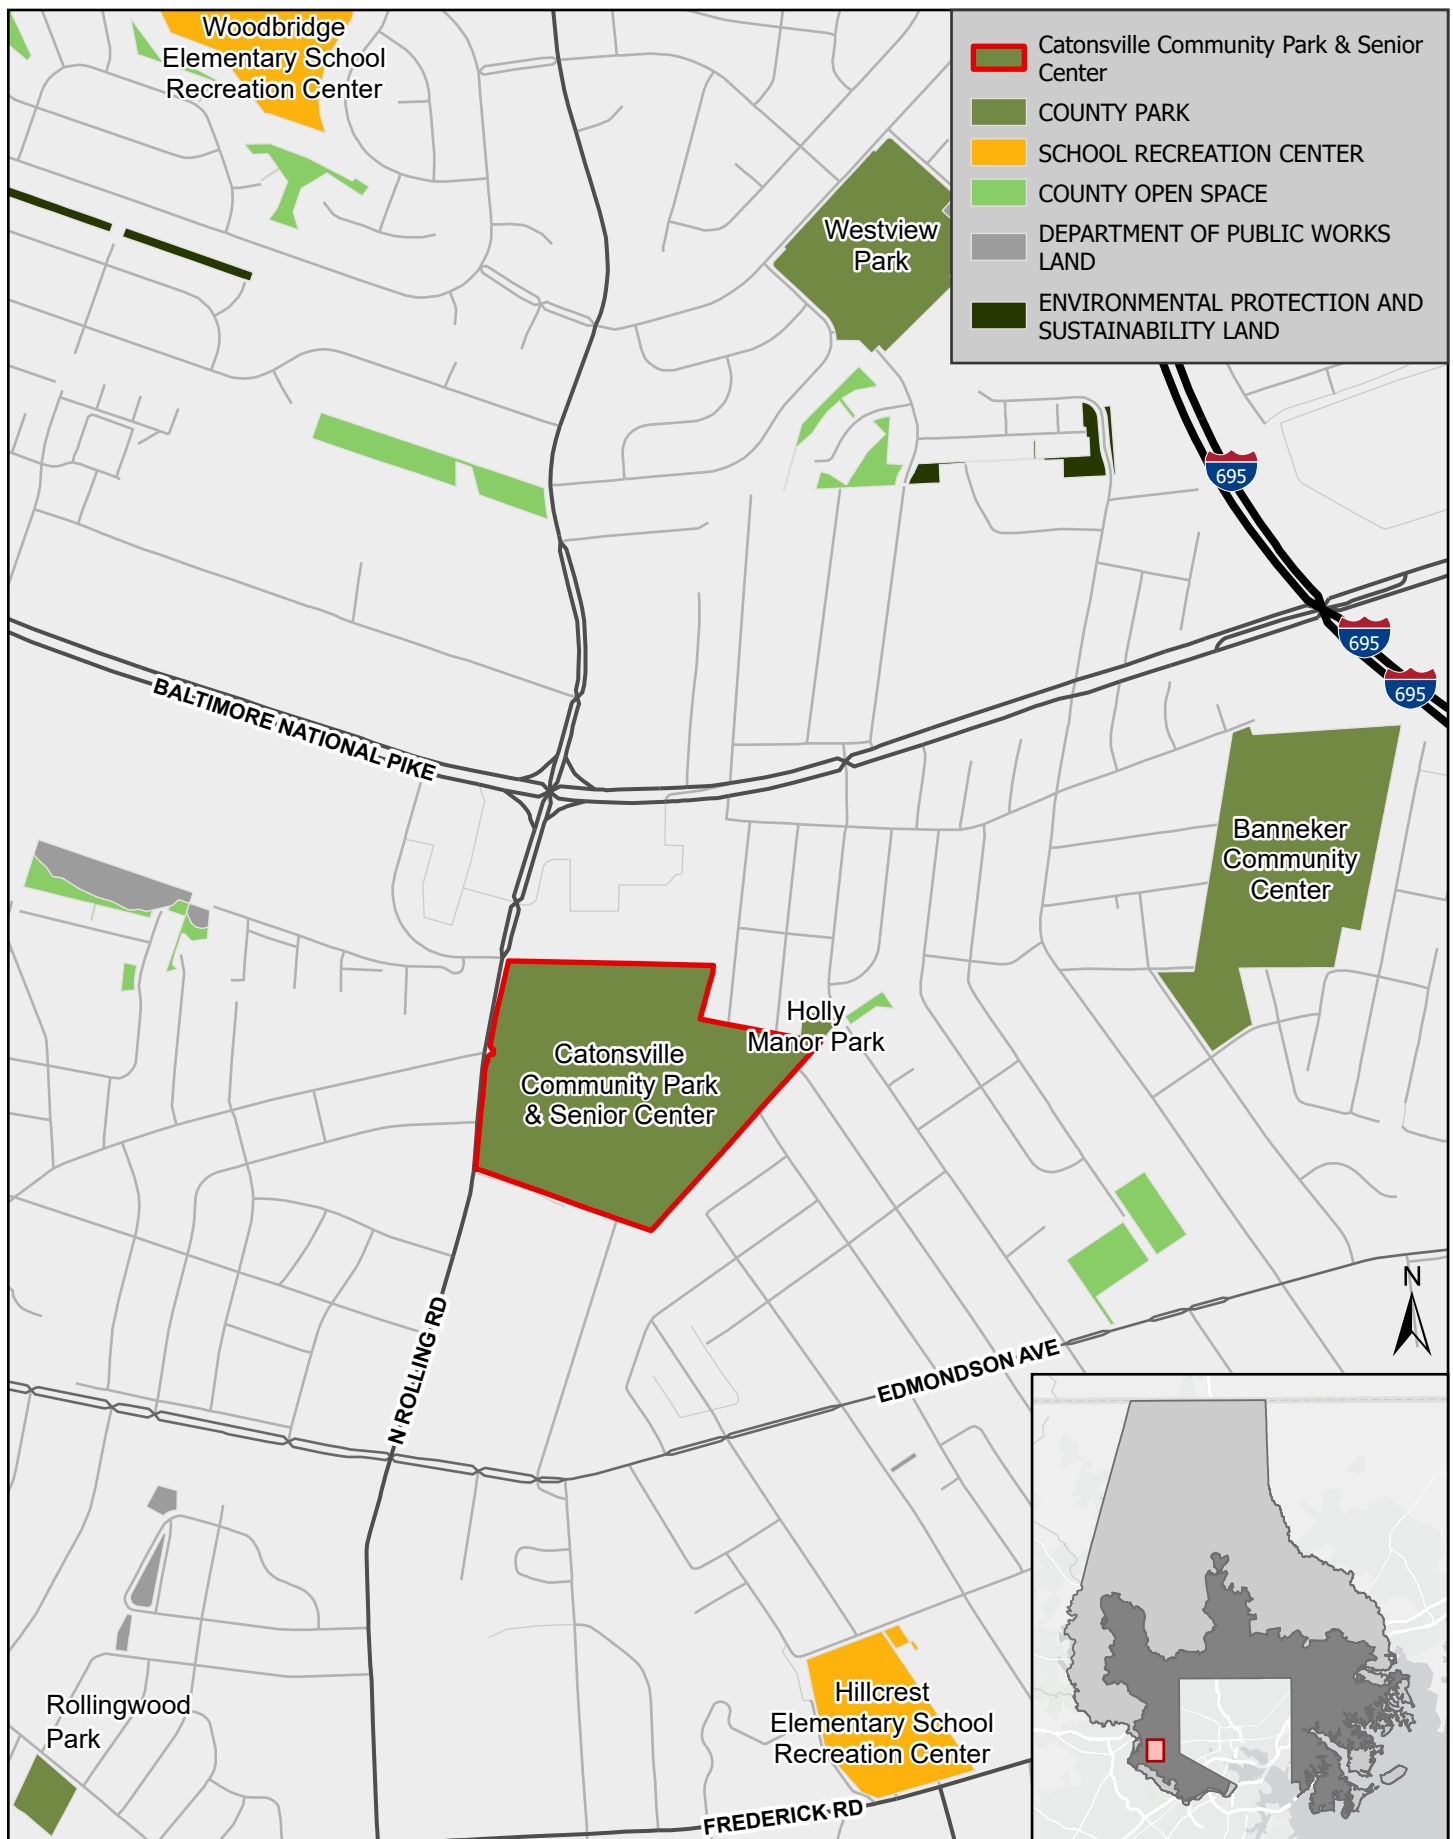 Woodbridge
Elementary School
Recreation Center
Catonsville Community Park & Senior
Center
COUNTY PARK
SCHOOL RECREATION CENTER
COUNTY OPEN SPACE
DEPARTMENT OF PUBLIC WORKS
LAND
ENVIRONMENTAL PROTECTION AND
SUSTAINABILITY LAND
Westview
Park
695
695
695
BALTIMORE NATIONAL PIKE
Banneker
Community
Center
Holly
Manor Park
Catonsville
Community Park
& Senior Center
N
N ROLLING RD
EDMONDSON AVE
Rollingwood
Park
Hillcrest
Elementary School
Recreation Center
FREDERICK RD